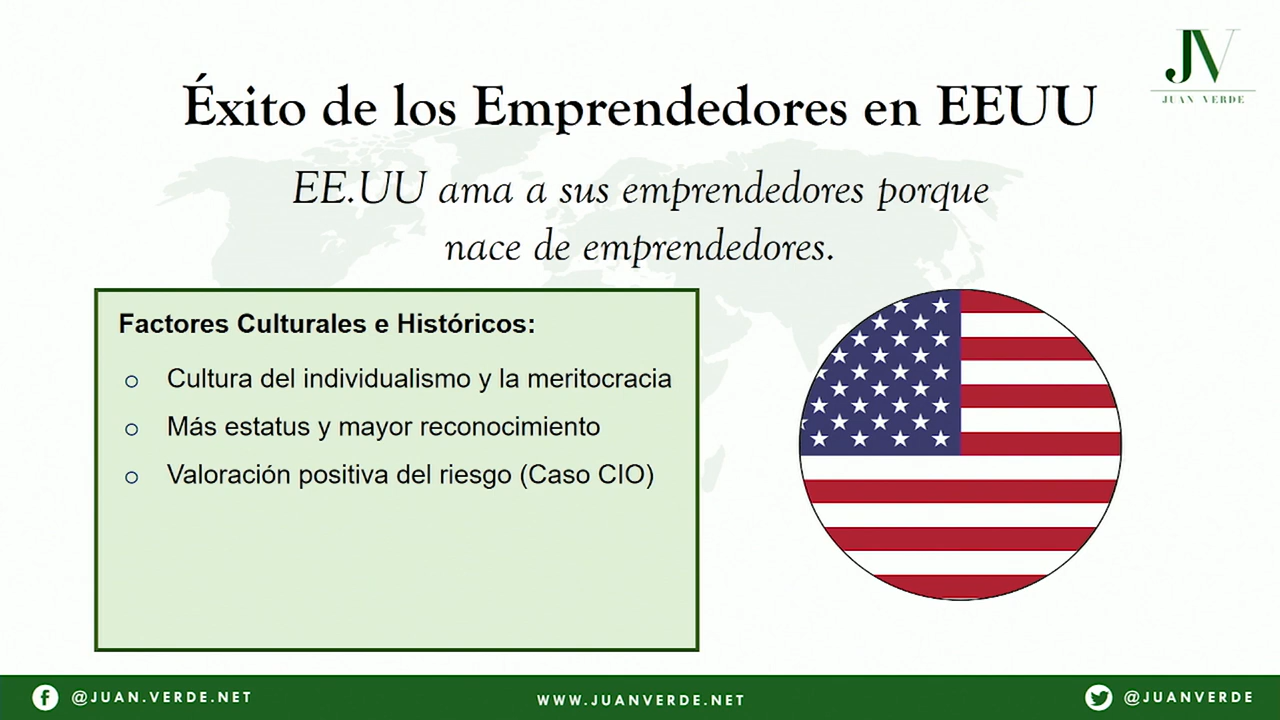 JV
JUAN VERDE
Éxito de los Emprendedores en EEUU
EE.UU ama a sus emprendedores porque
nace de emprendedores.
Factores Culturales e Históricos:
Cultura del individualismo y la meritocracia
Más estatus y mayor reconocimiento
Valoración positiva del riesgo (Caso CIO)
@JUAN.VERDE.NET
WWW.JUANVERDE.NET
@JUANVERDE